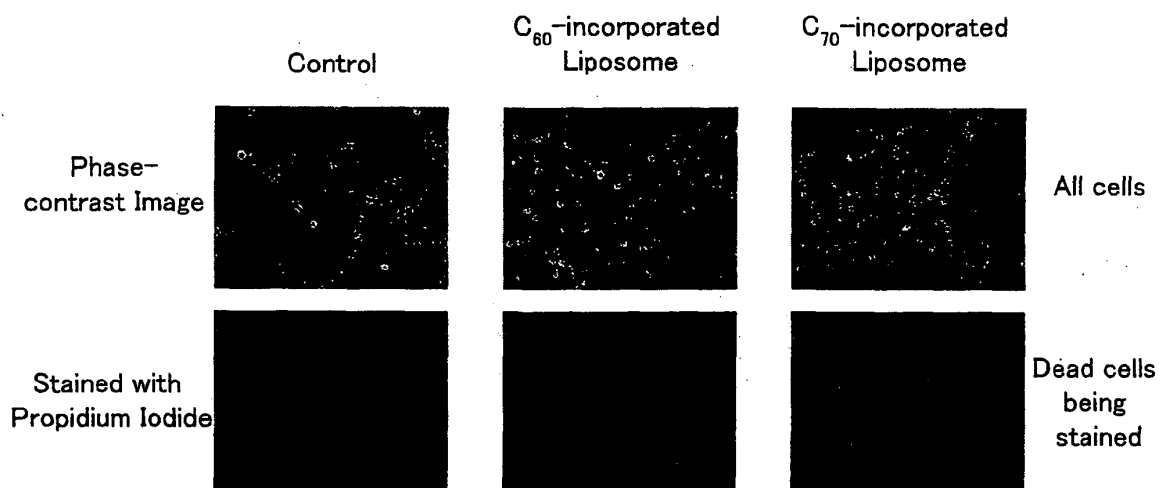 Control
C60-incorporated
Liposome
C70-incorporated
Liposome
Phase-
contrast Image
All cells
Stained with
Propidium Iodide
Dead cells
being
stained